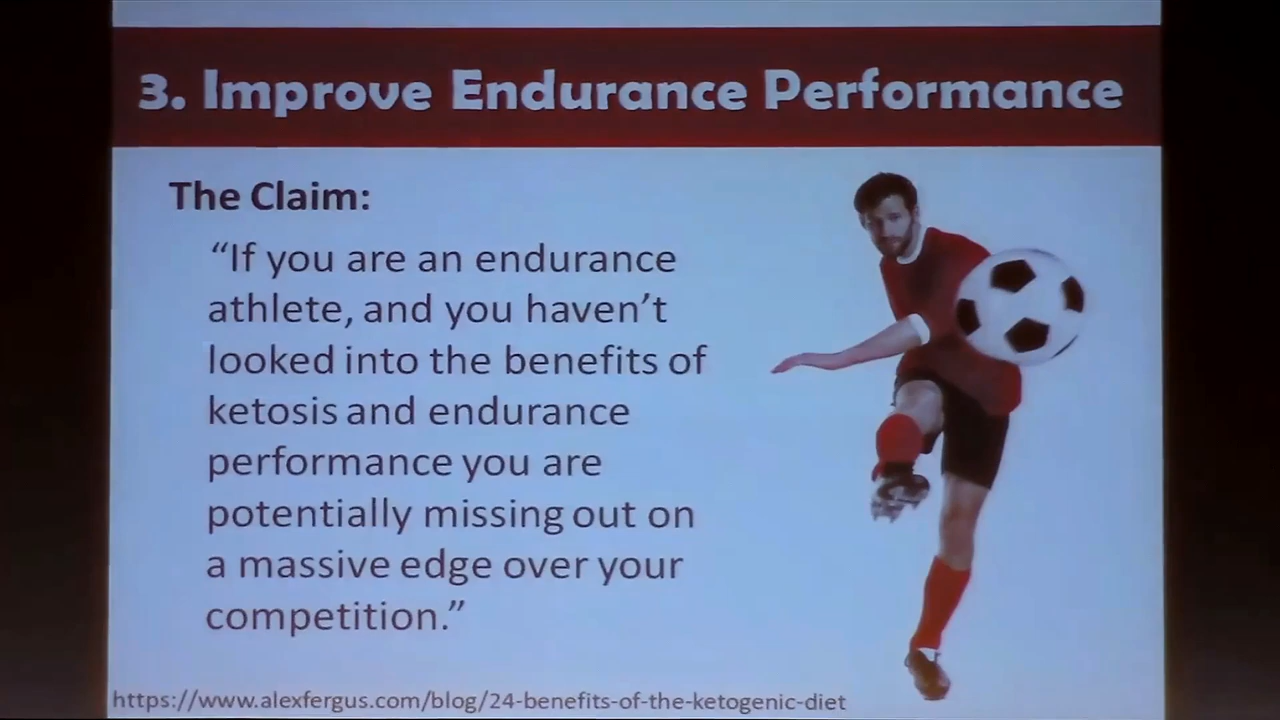 3. Improve Endurance Performance
The Claim:
“If you are an endurance
athlete, and you haven’t
looked into the benefits of
ketosis and endurance
performance you are
potentially missing out on
a massive edge over your
competition.”
https://www.alexfergus.com/blog/24-benefits-of-the-ketogenic-diet